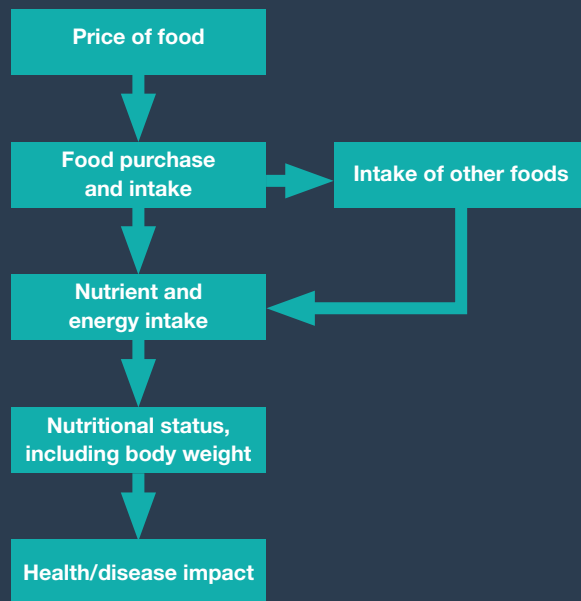 Price of food
Food purchase
and intake
Intake of other foods
Nutrient and
energy intake
Nutritional status,
including body weight
Health/disease impact